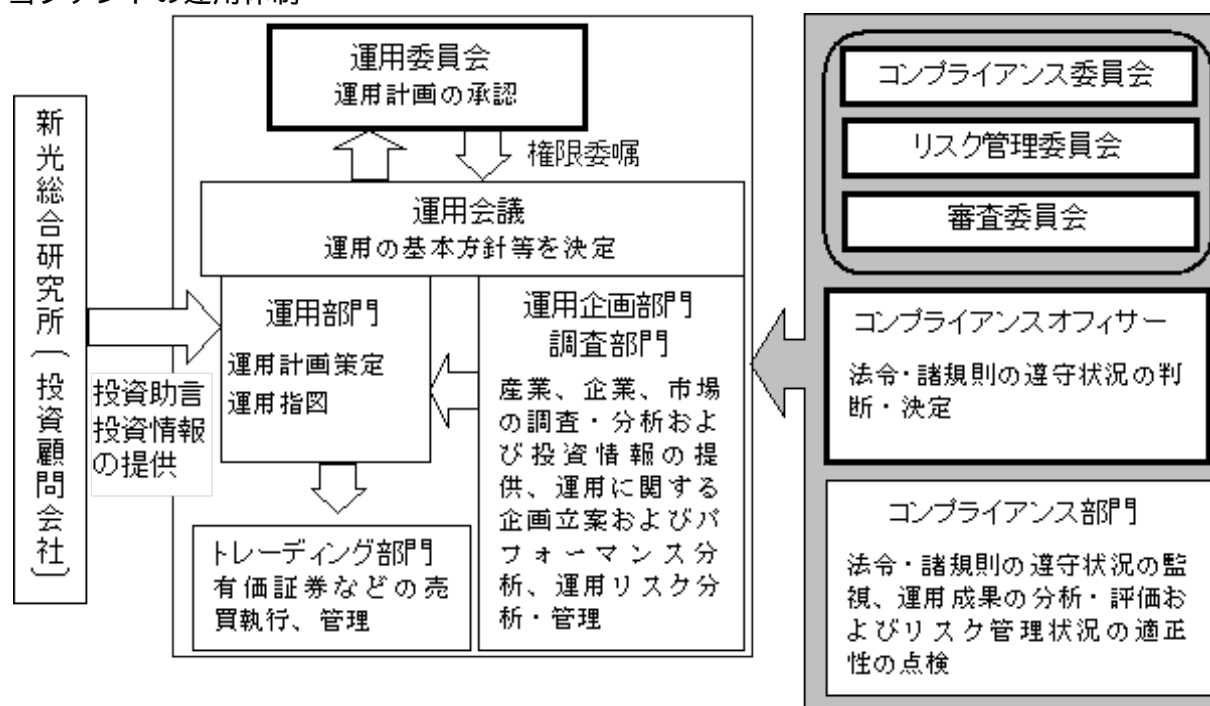 当ファンドの運用体制
新光総合研究所（投資顧問会社）
投資助言
投資情報
の提供
運用委員会
運用計画の承認
権限委嘱
運用会議
運用の基本方針等を決定
運用部門
運用計画策定
運用指図
運用企画部門
調査部門
産業、企業、市場
の調査・分析およ
び投資情報の提
供、運用に関する
企画立案およびパ
フォーマンス分
析、運用リスク分
析・管理
トレーディング部門
有価証券などの売
買執行、管理
コンプライアンス委員会
リスク管理委員会
審査委員会
コンプライアンスオフィサー
法令・諸規則の遵守状況の判
断・決定
コンプライアンス部門
法令・諸規則の遵守状況の監
視、運用成果の分析・評価お
よびリスク管理状況の適正
性の点検